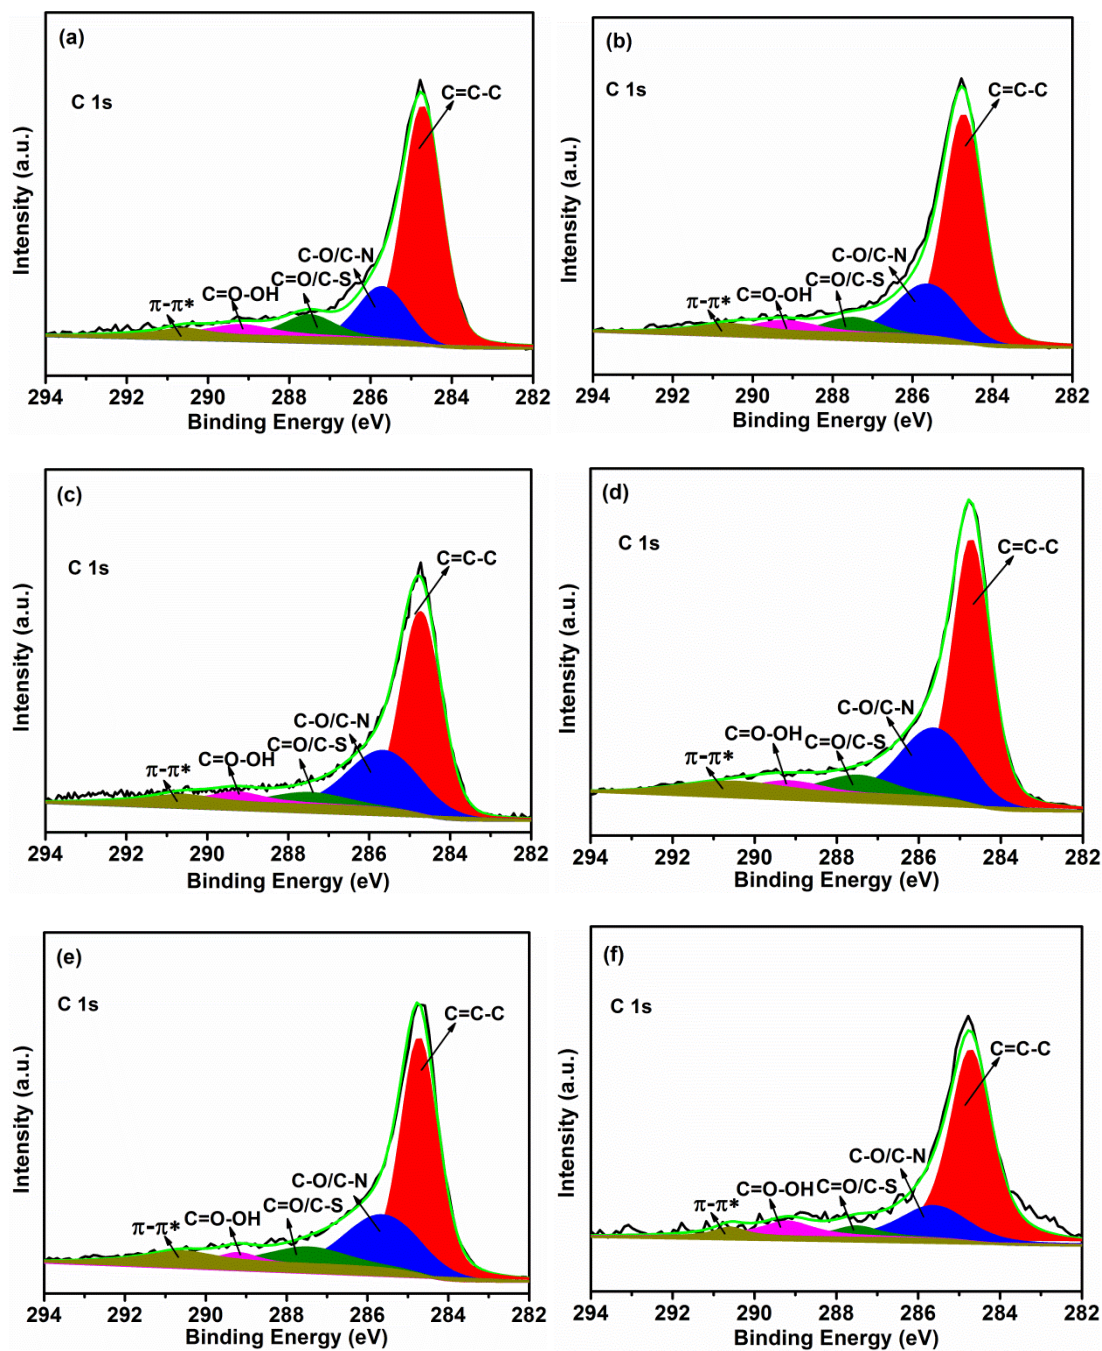 (a)
C 1s
C=C-C
C-O/C-N
C=O/C-S
C=O-OH
π-π*
Intensity (a.u.)
294 292 290 288 286 284 282
Binding Energy (eV)
(b)
C 1s
C=C-C
C-O/C-N
C=O/C-S
C=O-OH
π-π*
Intensity (a.u.)
294 292 290 288 286 284 282
Binding Energy (eV)
(c)
C 1s
C=C-C
C-O/C-N
C=O/C-S
C=O-OH
π-π*
Intensity (a.u.)
294 292 290 288 286 284 282
Binding Energy (eV)
(d)
C 1s
C=C-C
C-O/C-N
C=O/C-S
C=O-OH
π-π*
Intensity (a.u.)
294 292 290 288 286 284 282
Binding Energy (eV)
(e)
C 1s
C=C-C
C-O/C-N
C=O/C-S
C=O-OH
π-π*
Intensity (a.u.)
294 292 290 288 286 284 282
Binding Energy (eV)
(f)
C 1s
C=C-C
C-O/C-N
C=O/C-S
C=O-OH
π-π*
Intensity (a.u.)
294 292 290 288 286 284 282
Binding Energy (eV)